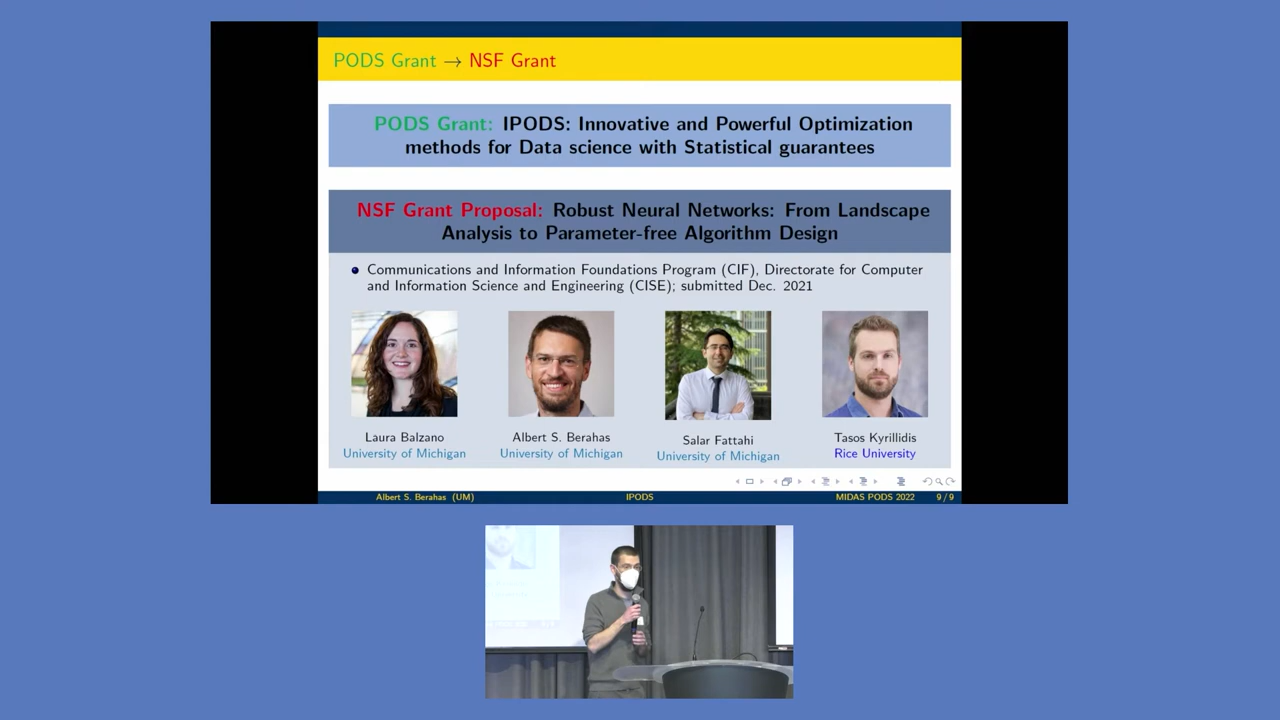 PODS Grant → NSF Grant
PODS Grant: IPODS: Innovative and Powerful Optimization
methods for Data science with Statistical guarantees
NSF Grant Proposal: Robust Neural Networks: From Landscape
Analysis to Parameter-free Algorithm Design
Communications and Information Foundations Program (CIF), Directorate for Computer
and Information Science and Engineering (CISE); submitted Dec. 2021
Laura Balzano
University of Michigan
Albert S. Berahas
University of Michigan
Salar Fattahi
University of Michigan
Tasos Kyrillidis
Rice University
Albert S. Berahas (UM)
IPODS
MIDAS PODS 2022
9 / 9